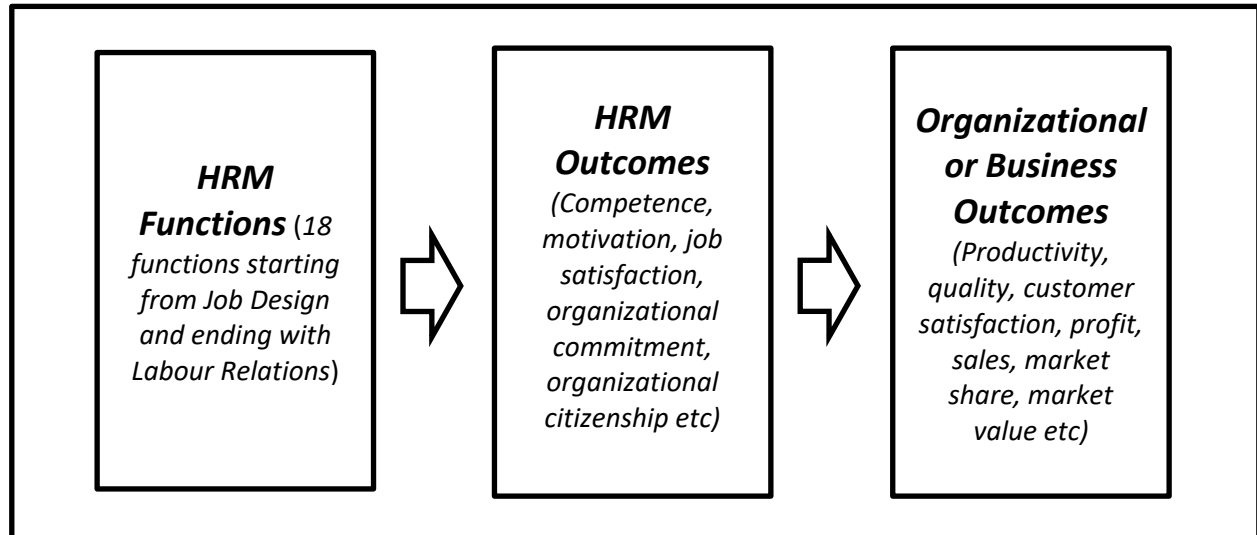 HRM
Functions (18
functions starting
from Job Design
and ending with
Labour Relations)
HRM
Outcomes
(Competence,
motivation, job
satisfaction,
organizational
commitment,
organizational
citizenship etc)
Organizational
or Business
Outcomes
(Productivity,
quality, customer
satisfaction, profit,
sales, market
share, market
value etc)